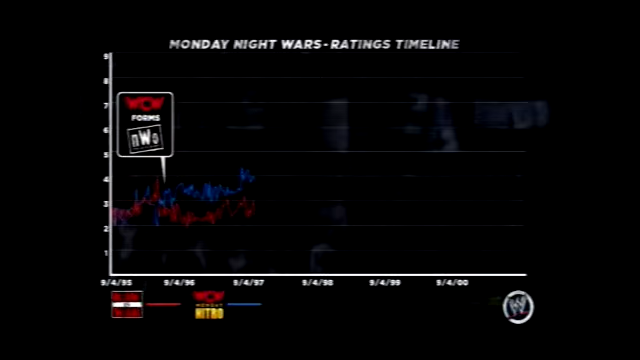 MONDAY NIGHT WARS-RATINGS TIMELINE
9
8
7
6
5
4
3
2
1
WCW
FORMS
nWo
9/4/95 9/4/96 9/4/97 9/4/98 9/4/99 9/4/00
MONDAY
NITRO
W